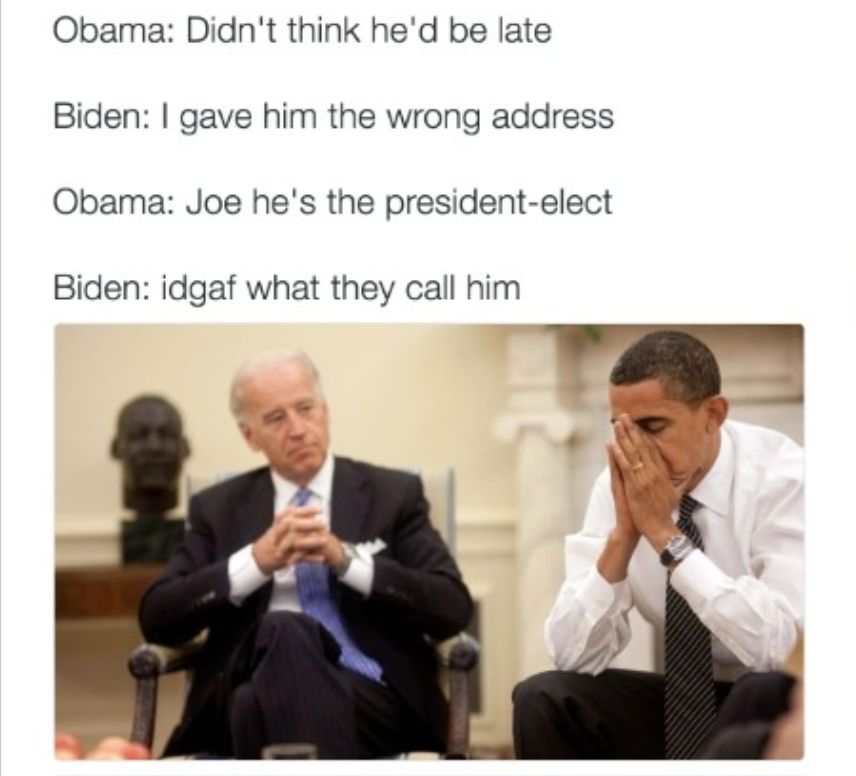 Obama: Didn't think he'd be late
Biden: I gave him the wrong address
Obama: Joe he's the president-elect
Biden: idgaf what they call him